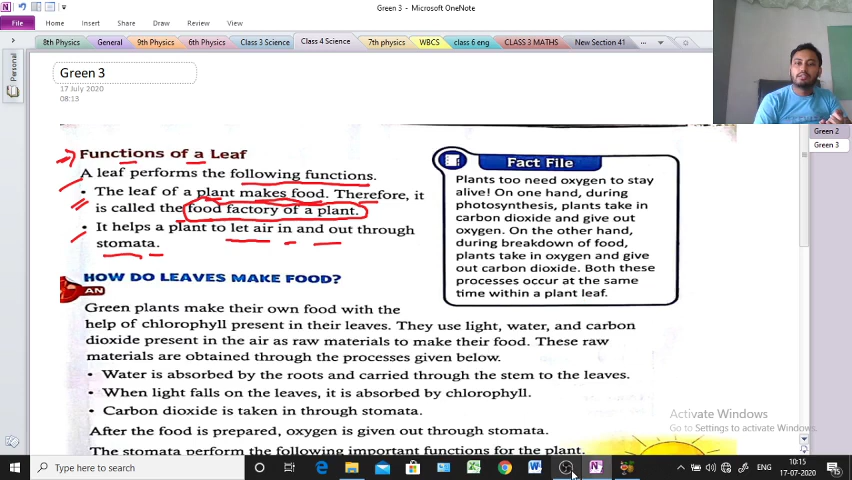 Green 3 - Microsoft OneNote
File Home Insert Share Draw History Review View
8th Physics General 9th Physics 6th Physics Class 3 Science Class 4 Science 7th physics WBCS class 6 eng CLASS 3 MATHS New Section 41 ...
Personal
Green 3
17 July 2020
08:13
Green 2
Green 3
Functions of a Leaf
A leaf performs the following functions.
• The leaf of a plant makes food. Therefore, it
is called the food factory of a plant.
• It helps a plant to let air in and out through
stomata.
Fact File
Plants too need oxygen to stay
alive! On one hand, during
photosynthesis, plants take in
carbon dioxide and give out
oxygen. On the other hand,
during breakdown of food,
plants take in oxygen and give
out carbon dioxide. Both these
processes occur at the same
time within a plant leaf.
HOW DO LEAVES MAKE FOOD?
AN
Green plants make their own food with the
help of chlorophyll present in their leaves. They use light, water, and carbon
dioxide present in the air as raw materials to make their food. These raw
materials are obtained through the processes given below.
• Water is absorbed by the roots and carried through the stem to the leaves.
• When light falls on the leaves, it is absorbed by chlorophyll.
• Carbon dioxide is taken in through stomata.
After the food is prepared, oxygen is given out through stomata.
The stomata perform the following important functions for the plant.
Activate Windows
Go to Settings to activate Windows.
Type here to search
ENG
10:15
17-07-2020